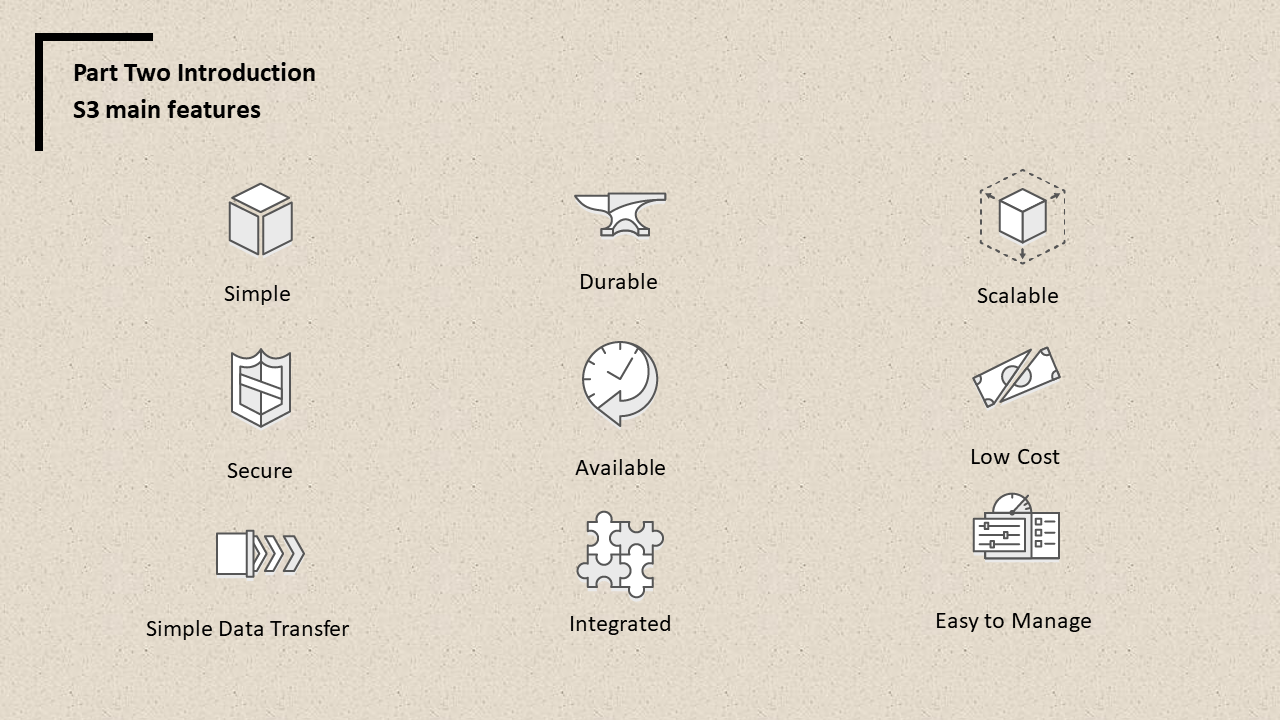 Part Two Introduction
S3 main features
Simple
Durable
Scalable
Secure
Available
Low Cost
Simple Data Transfer
Integrated
Easy to Manage